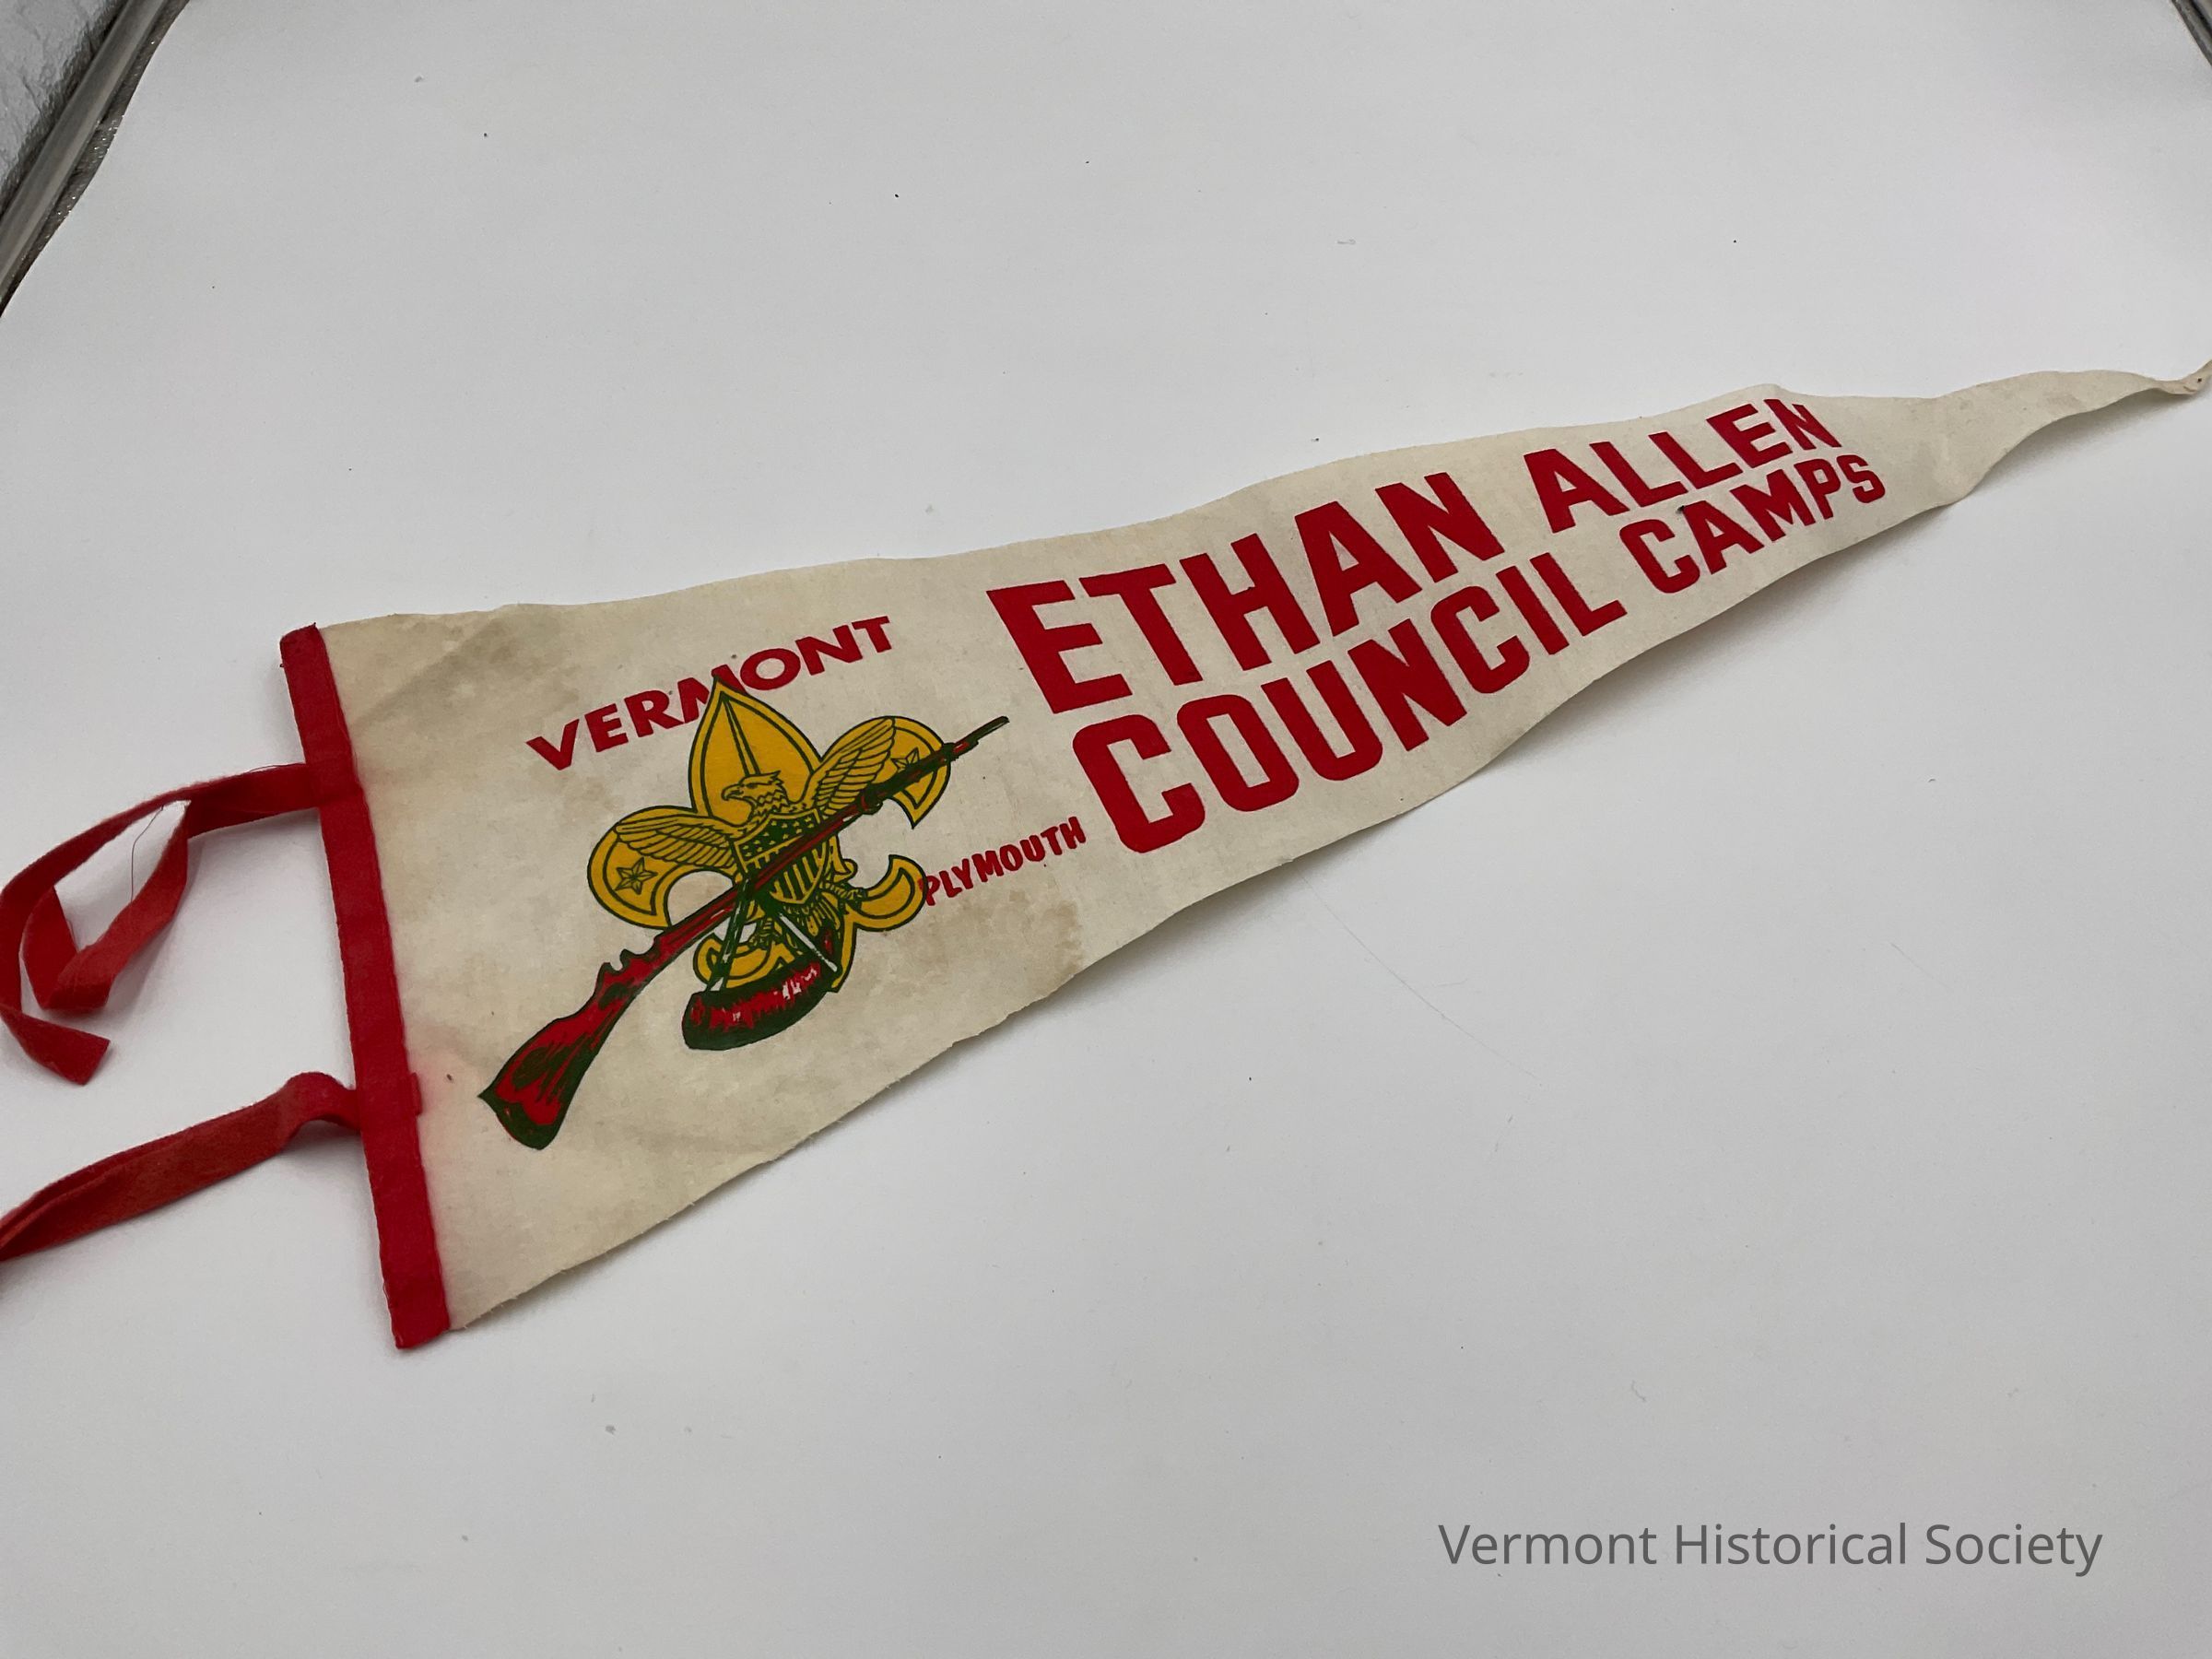 VERMONT
ETHAN ALLEN
COUNCIL CAMPS
PLYMOUTH
Vermont Historical Society